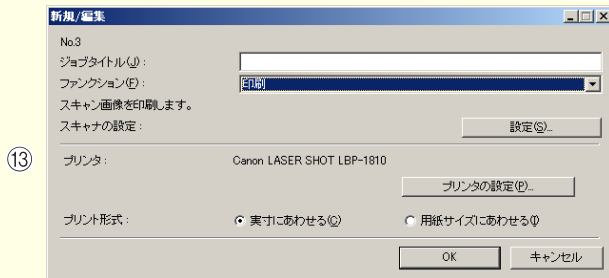 新規/編集
No.3
ジョブタイトル(J):
ファンクション(F): 印刷
スキャン画像を印刷します。
スキャナの設定: 設定(S)...
⑬ プリンタ: Canon LASER SHOT LBP-1810
プリンタの設定(P)...
プリント形式: 実寸にあわせる(C) 用紙サイズにあわせる(I)
OK キャンセル